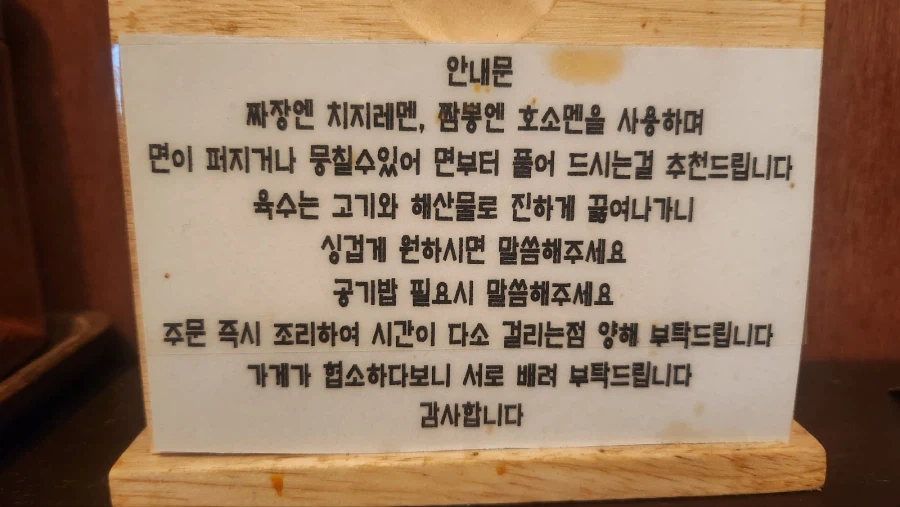 안내문
짜장엔 치지레멘, 짬뽕엔 호소멘을 사용하며
면이 퍼지거나 뭉칠수있어 면부터 풀어 드시는걸 추천드립니다
육수는 고기와 해산물로 진하게 끓여나가니
싱겁게 원하시면 말씀해주세요
공기밥 필요시 말씀해주세요
주문 즉시 조리하여 시간이 다소 걸리는점 양해 부탁드립니다
가게가 협소하다보니 서로 배려 부탁드립니다
감사합니다